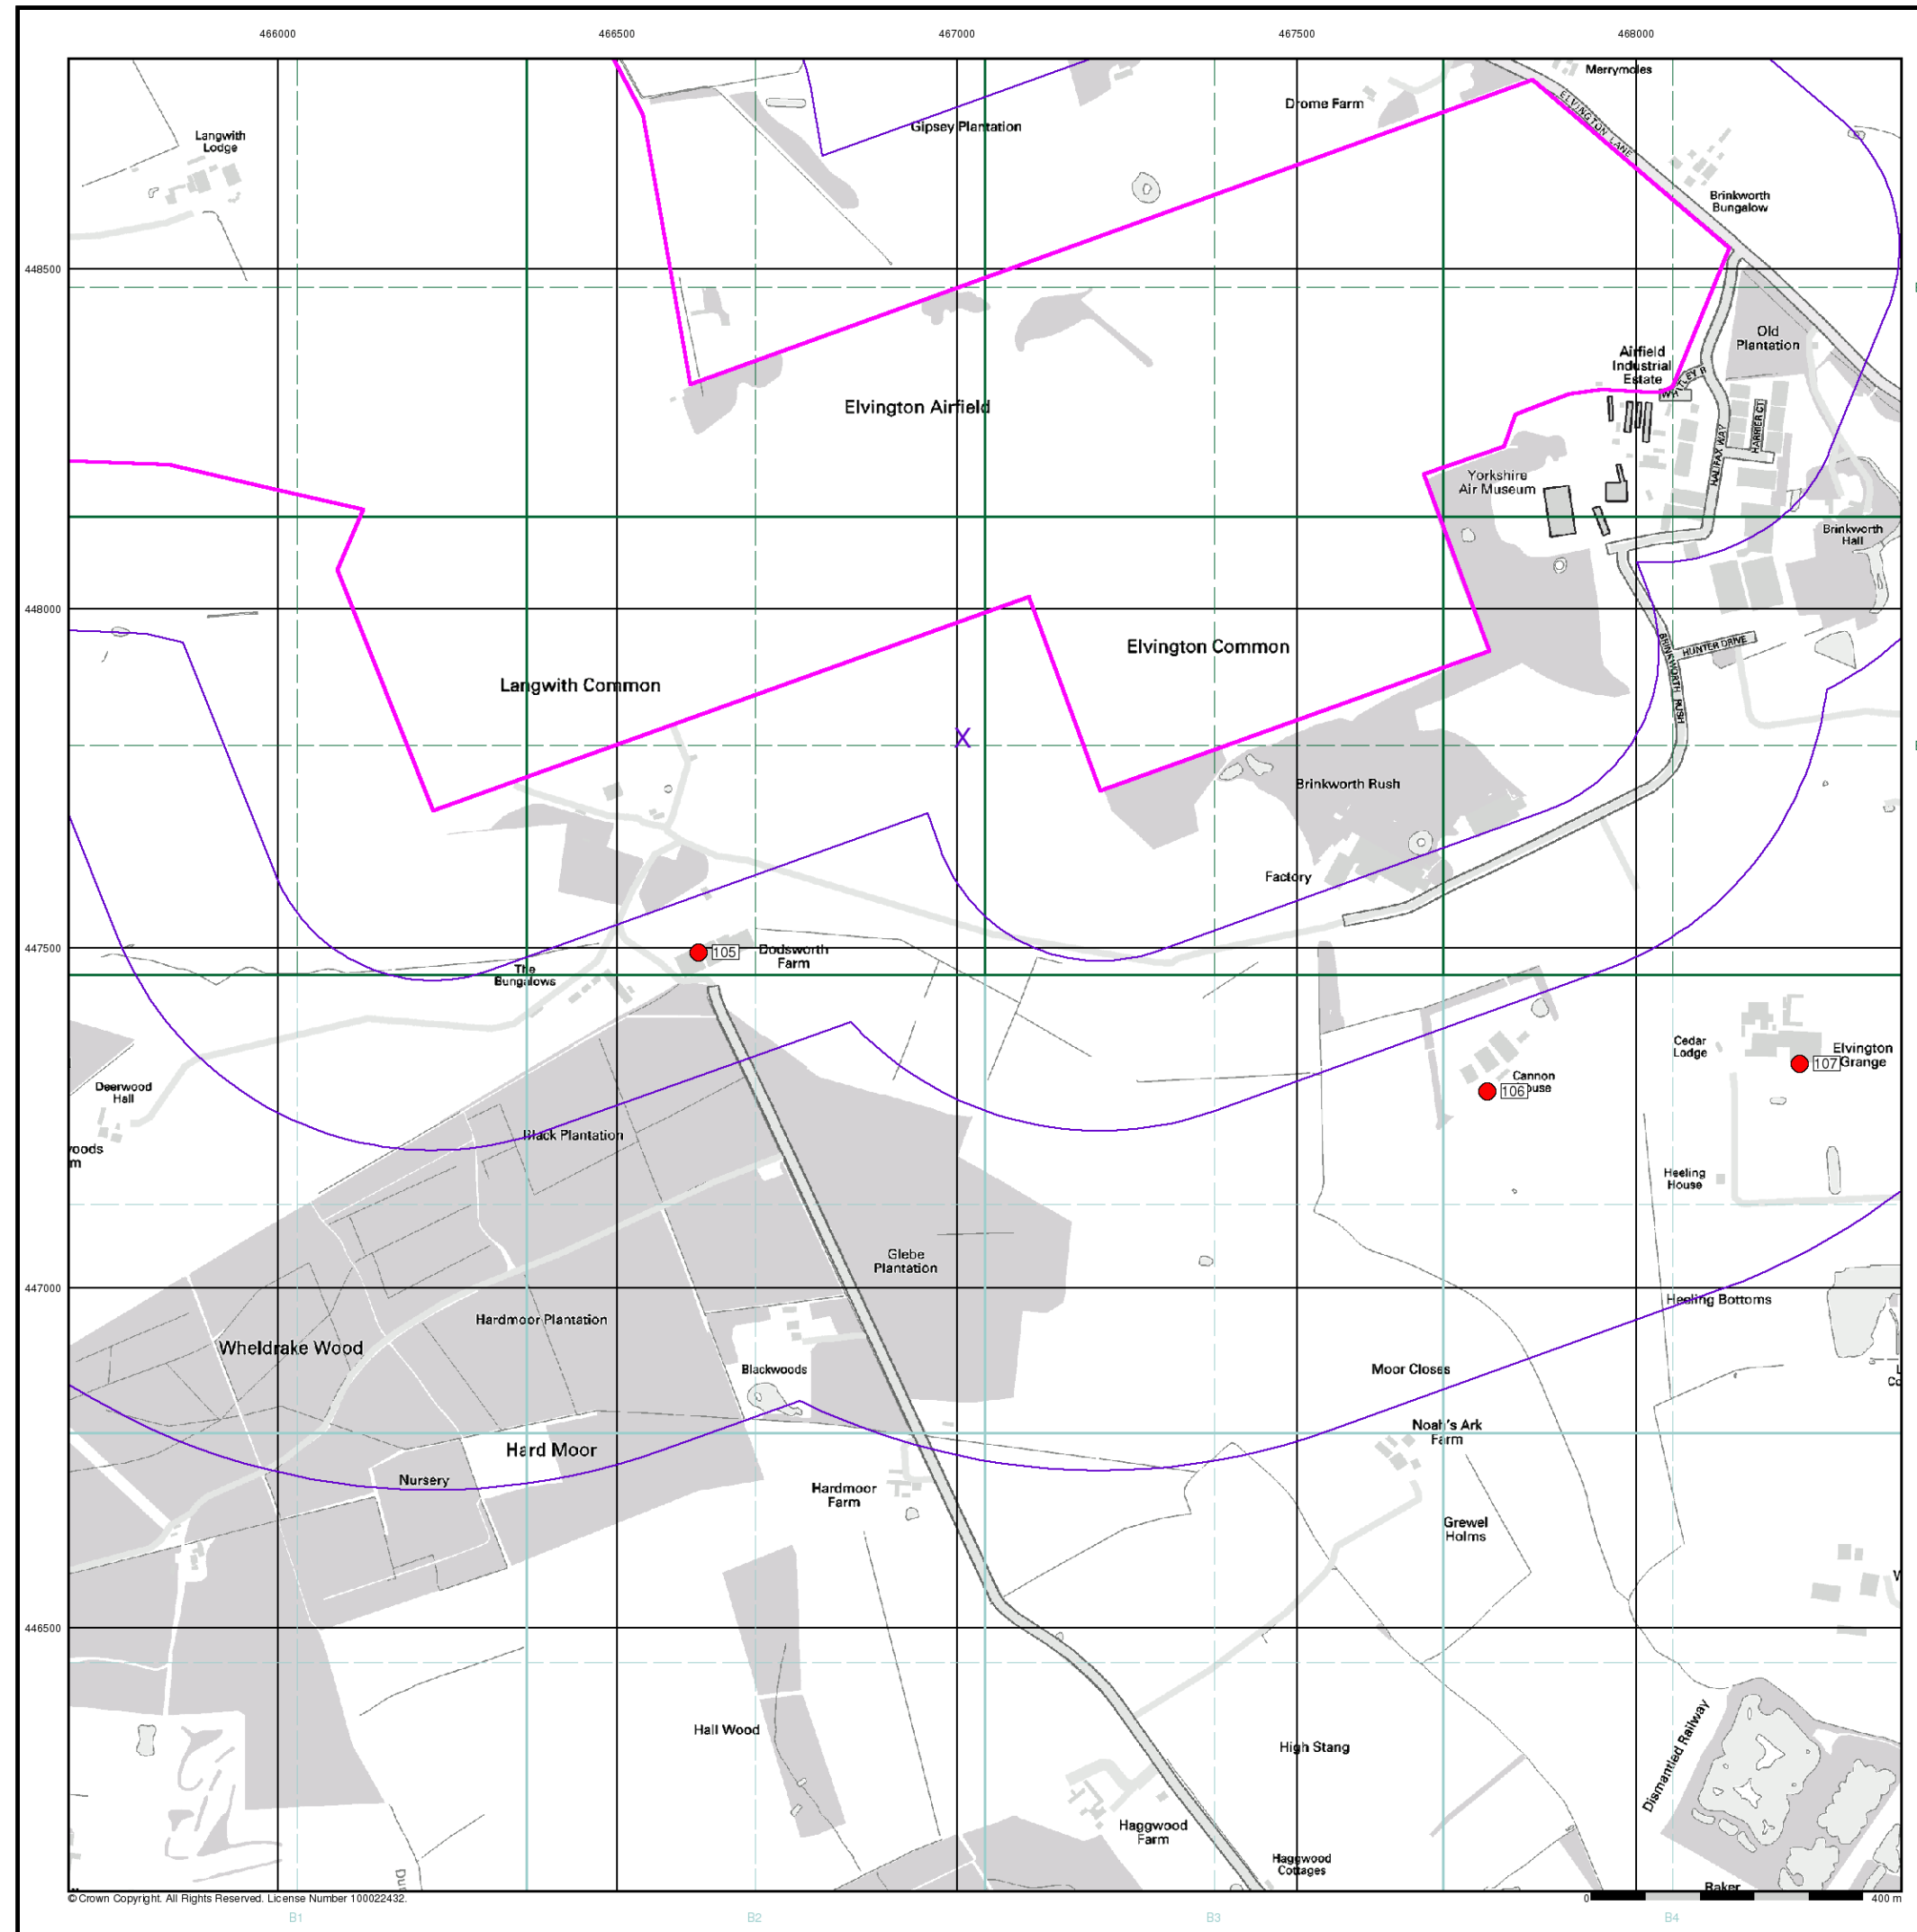 466000 466500 467000 467500 468000
Merrymoles
Drome Farm
ELVINGTON LANE
Gipsey Plantation
Langwith
Lodge
Brinkworth
Bungalow
448500
Old
Plantation
Airfield
Industrial
Estate
Elvington Airfield
HARRIER CT
HALIFAX WAY
Yorkshire
Air Museum
Brinkworth
Hall
448000
Elvington Common
HUNTER DRIVE
BRINKWORTH RUSH
Langwith Common
X
Brinkworth Rush
Factory
447500
105
Dodsworth
Farm
The
Bungalows
Cedar
Lodge
Elvington
Grange
107
Cannon
106
Deerwood
Hall
Black Plantation
Heeling
House
Glebe
Plantation
447000
Heeling Bottoms
Hardmoor Plantation
Wheldrake Wood
Blackwoods
Moor Closes
Noah's Ark
Farm
Hard Moor
Nursery
Hardmoor
Farm
Grewel
Holms
446500
Hall Wood
High Stang
Dismantled Railway
Haggwood
Farm
Haggwood
Cottages
Raker
© Crown Copyright. All Rights Reserved. License Number 100022432.
0 400 m
B1 B2 B3 B4